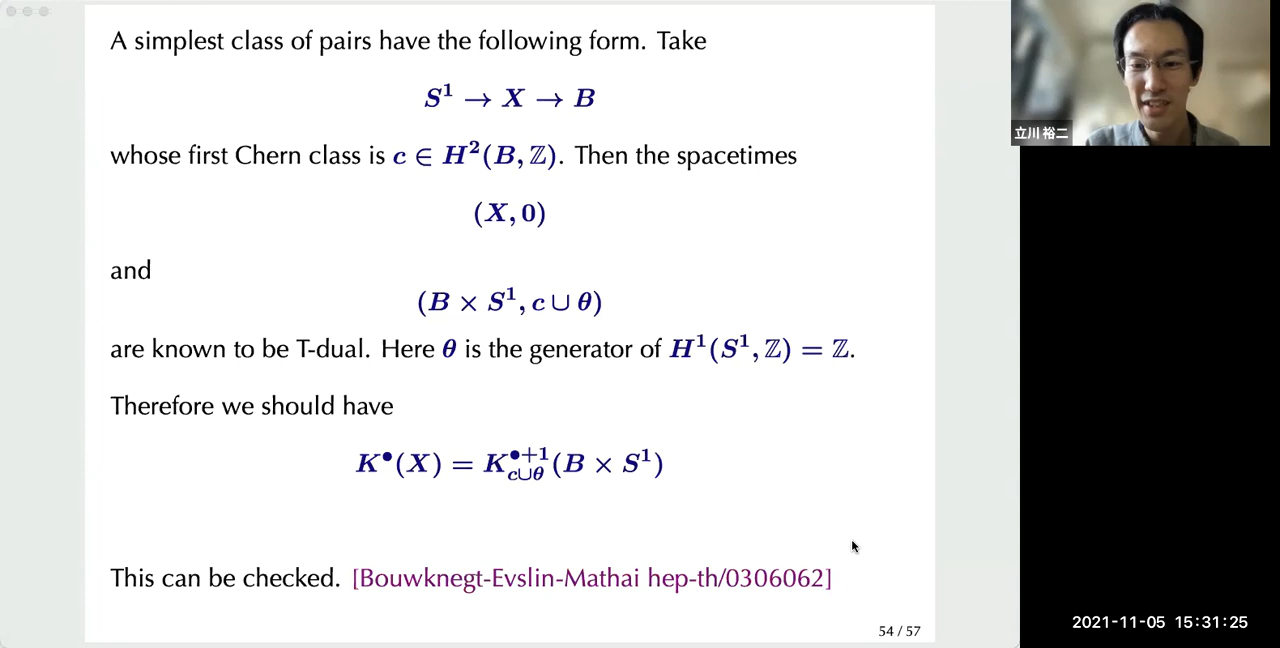 A simplest class of pairs have the following form. Take
S¹ → X → B
whose first Chern class is c ∈ H²(B, ℤ). Then the spacetimes
(X, 0)
and
(B × S¹, c ∪ θ)
are known to be T-dual. Here θ is the generator of H¹(S¹, ℤ) = ℤ.
Therefore we should have
K^•(X) = K^{•+1}_{c∪θ}(B × S¹)
This can be checked. [Bouwknegt-Evslin-Mathai hep-th/0306062]
54 / 57
立川 裕二
2021-11-05 15:31:25